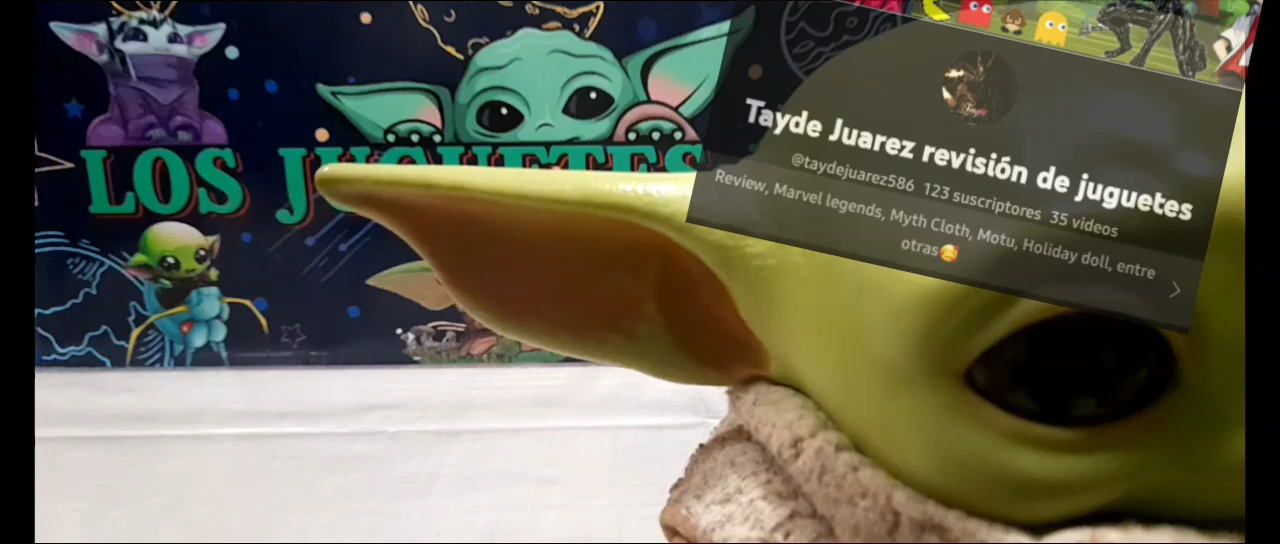 LOS JUGUETES
Tayde Juarez revisión de juguetes
@taydejuarez586 123 suscriptores 35 videos
Review, Marvel legends, Myth Cloth, Motu, Holiday doll, entre
otras🥰